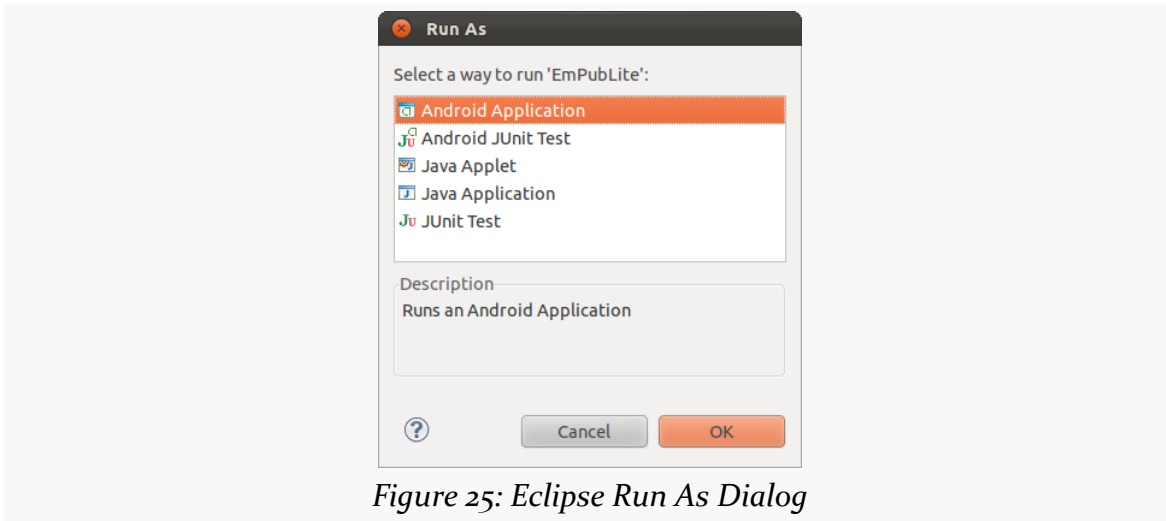 Run As
Select a way to run 'EmPubLite':
Android Application
Android JUnit Test
Java Applet
Java Application
JUnit Test
Description
Runs an Android Application
Cancel OK
Figure 25: Eclipse Run As Dialog